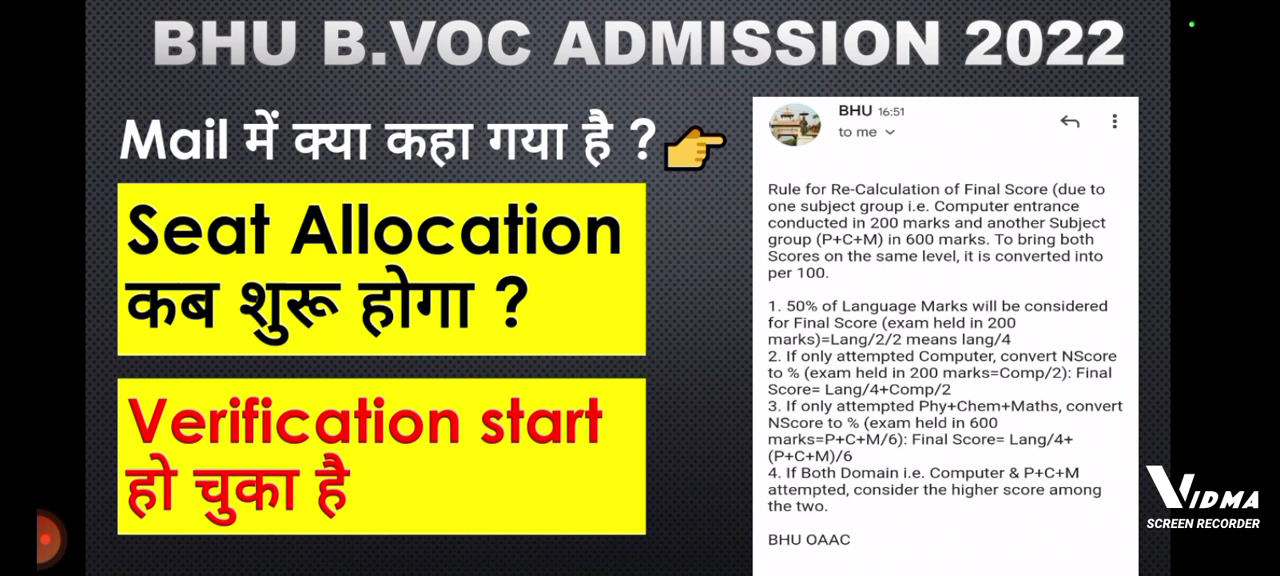 BHU B.VOC ADMISSION 2022
Mail में क्या कहा गया है ?
Seat Allocation
कब शुरू होगा ?
Verification start
हो चुका है
BHU 16:51
to me
Rule for Re-Calculation of Final Score (due to
one subject group i.e. Computer entrance
conducted in 200 marks and another Subject
group (P+C+M) in 600 marks. To bring both
Scores on the same level, it is converted into
per 100.
1. 50% of Language Marks will be considered
for Final Score (exam held in 200
marks)=Lang/2/2 means lang/4
2. If only attempted Computer, convert NScore
to % (exam held in 200 marks=Comp/2): Final
Score= Lang/4+Comp/2
3. If only attempted Phy+Chem+Maths, convert
NScore to % (exam held in 600
marks=P+C+M/6): Final Score= Lang/4+
(P+C+M)/6
4. If Both Domain i.e. Computer & P+C+M
attempted, consider the higher score among
the two.
BHU OAAC
VIDMA
SCREEN RECORDER